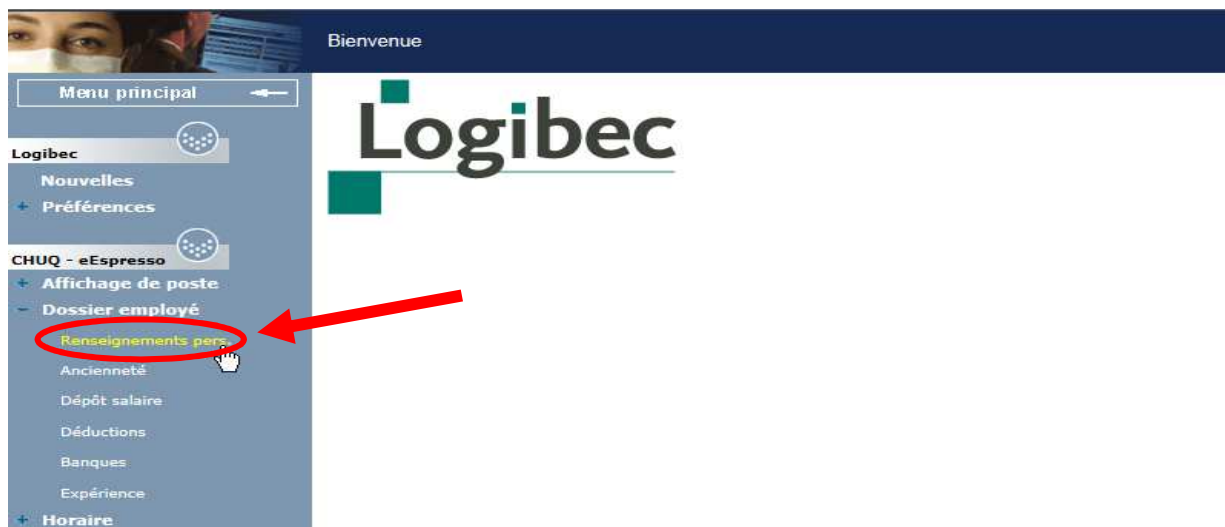 Bienvenue
Menu principal
Logibec
Logibec
Nouvelles
+ Préférences
CHUQ - eEspresso
+ Affichage de poste
- Dossier employé
Renseignements pers.
Ancienneté
Dépôt salaire
Déductions
Banques
Expérience
+ Horaire